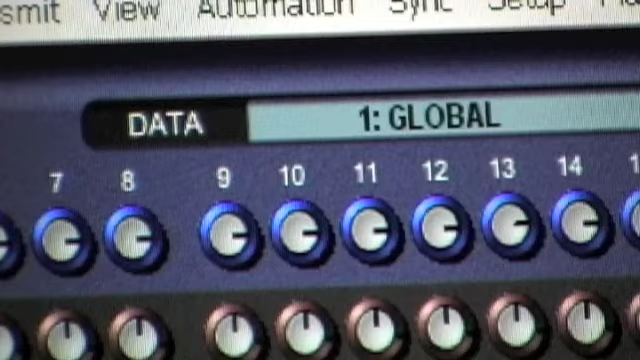 smit View Automation Sync Setup
DATA 1: GLOBAL
7 8 9 10 11 12 13 14